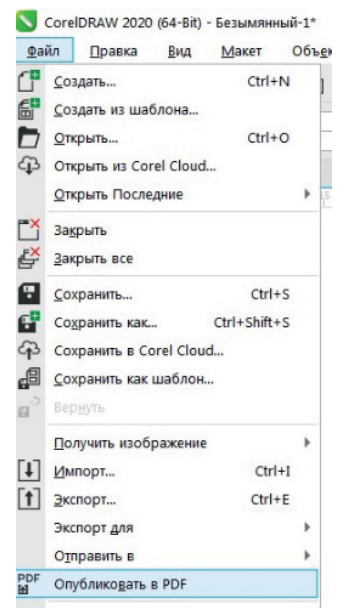 CorelDRAW 2020 (64-Bit) - Безымянный-1*
Файл Правка Вид Макет Объек
Создать... Ctrl+N
Создать из шаблона...
Открыть... Ctrl+O
Открыть из Corel Cloud...
Открыть Последние
Закрыть
Закрыть все
Сохранить... Ctrl+S
Сохранить как... Ctrl+Shift+S
Сохранить в Corel Cloud...
Сохранить как шаблон...
Вернуть
Получить изображение
Импорт... Ctrl+I
Экспорт... Ctrl+E
Экспорт для
Отправить в
PDF Опубликовать в PDF